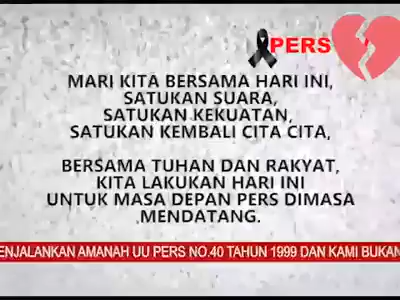 PERS
MARI KITA BERSAMA HARI INI,
SATUKAN SUARA,
SATUKAN KEKUATAN,
SATUKAN KEMBALI CITA CITA,
BERSAMA TUHAN DAN RAKYAT,
KITA LAKUKAN HARI INI
UNTUK MASA DEPAN PERS DIMASA
MENDATANG.
ENJALANKAN AMANAH UU PERS NO.40 TAHUN 1999 DAN KAMI BUKAN